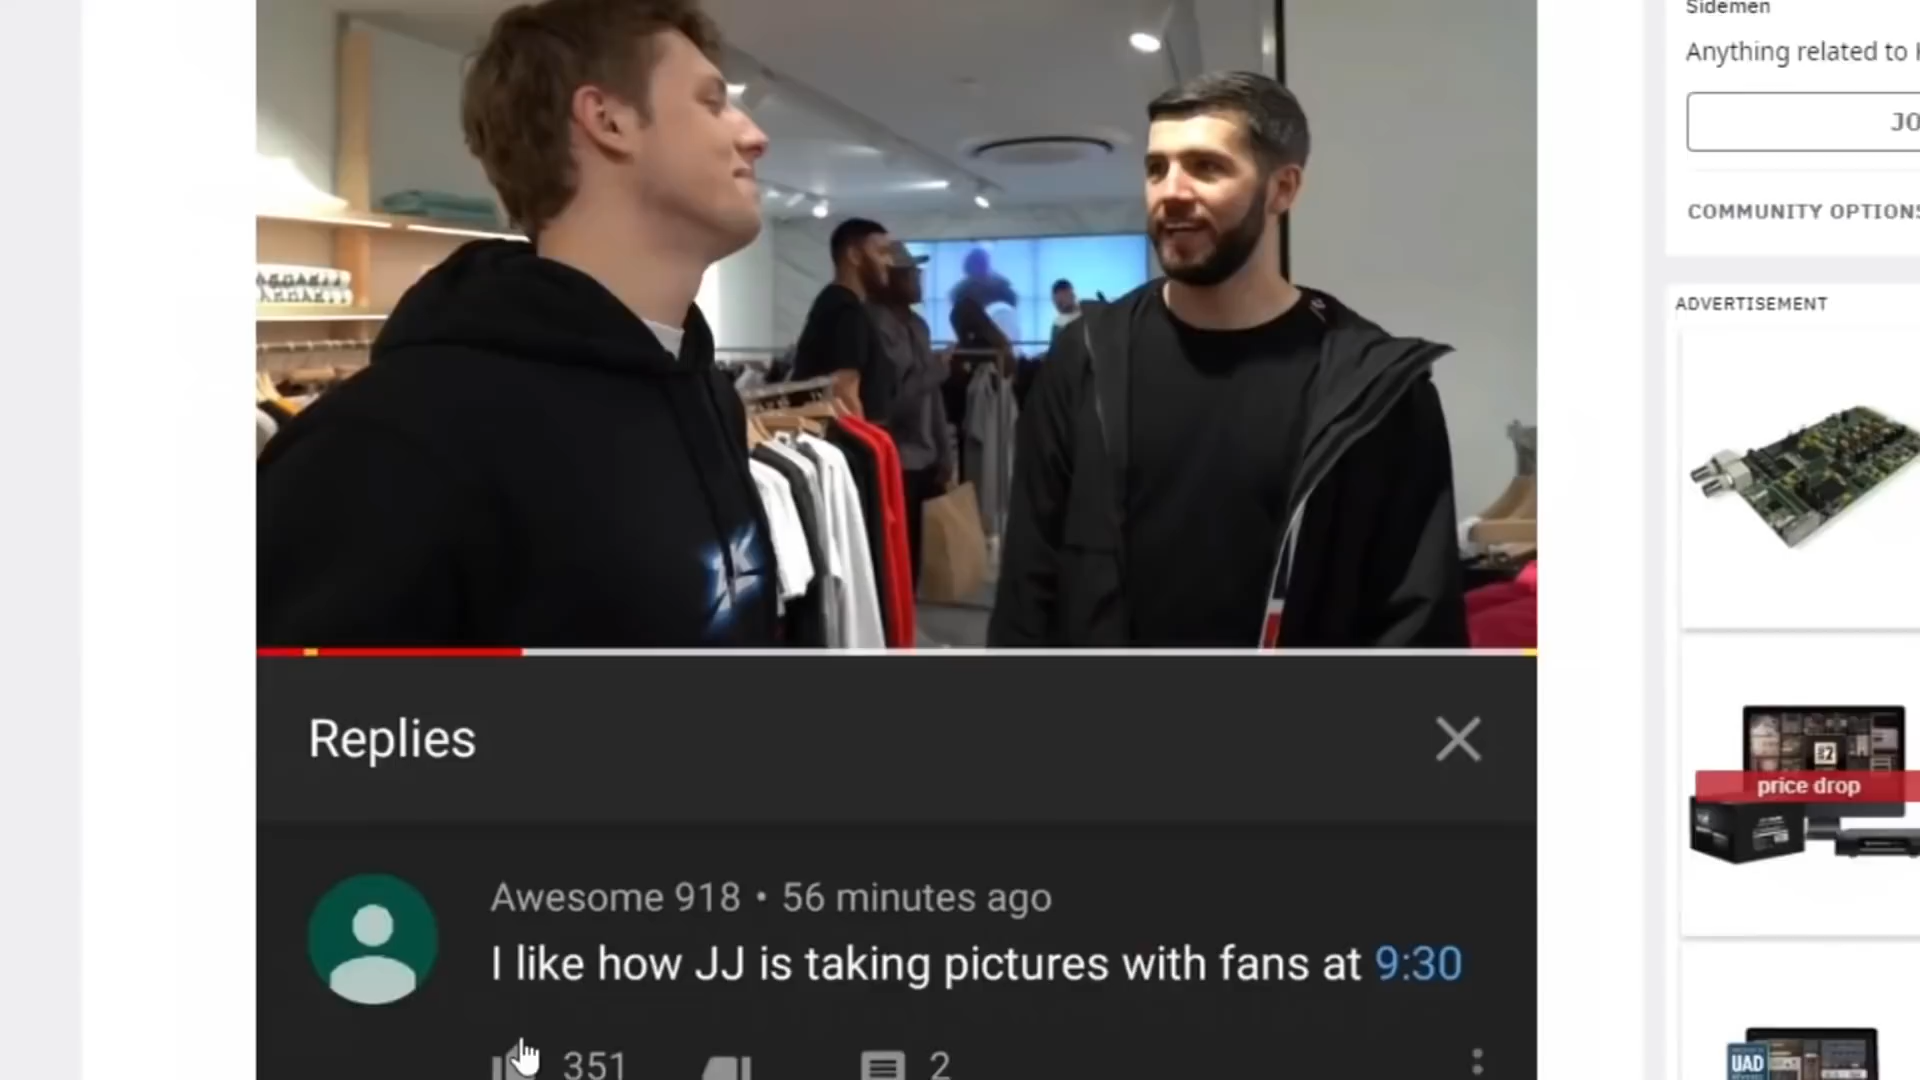 Sidemen
Anything related to
JO
COMMUNITY OPTIONS
ADVERTISEMENT
price drop
Replies
Awesome 918 • 56 minutes ago
I like how JJ is taking pictures with fans at 9:30
351
2
UAD